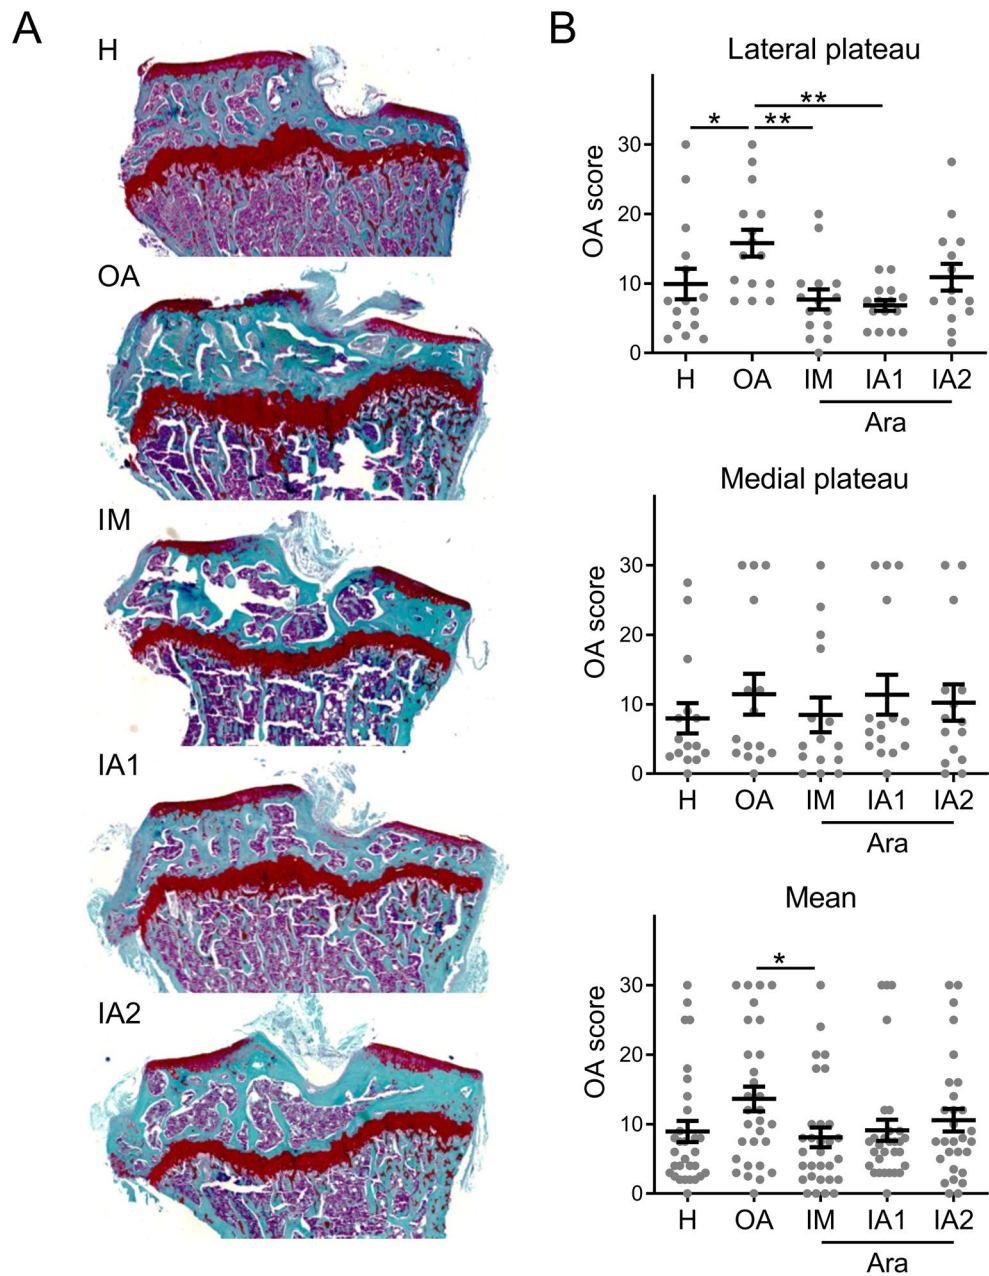 A
H
OA
IM
IA1
IA2
B
Lateral plateau
**
* **
OA score
30
20
10
0
H OA IM IA1 IA2
Ara
Medial plateau
OA score
30
20
10
0
H OA IM IA1 IA2
Ara
Mean
*
OA score
30
20
10
0
H OA IM IA1 IA2
Ara